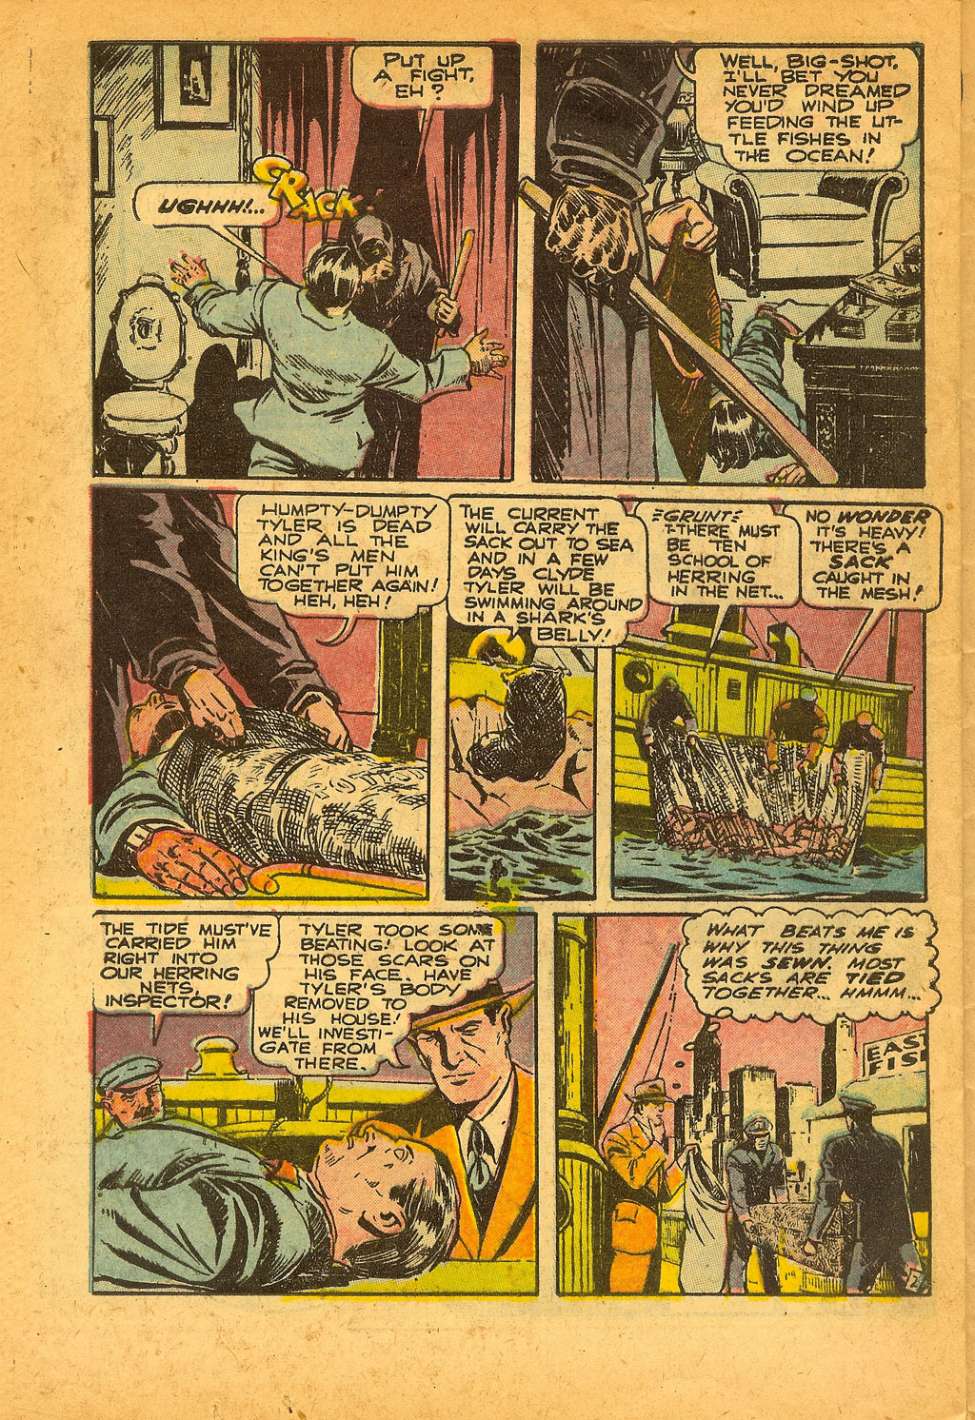 PUT UP
A FIGHT,
EH?
CRACK
UGHHH!...
WELL, BIG-SHOT,
I'LL BET YOU
NEVER DREAMED
YOU'D WIND UP
FEEDING THE LIT-
TLE FISHES IN
THE OCEAN!
HUMPTY-DUMPTY
TYLER IS DEAD
AND ALL THE
KING'S MEN
CAN'T PUT HIM
TOGETHER AGAIN!
HEH, HEH!
THE CURRENT
WILL CARRY THE
SACK OUT TO SEA
AND IN A FEW
DAYS CLYDE
TYLER WILL BE
SWIMMING AROUND
IN A SHARK'S
BELLY!
GRUNT
THERE MUST
BE TEN
SCHOOL OF
HERRING
IN THE NET...
NO WONDER
IT'S HEAVY!
THERE'S A
SACK
CAUGHT IN
THE MESH!
THE TIDE MUST'VE
CARRIED HIM
RIGHT INTO
OUR HERRING
NETS,
INSPECTOR!
TYLER TOOK SOME
BEATING! LOOK AT
THOSE SCARS ON
HIS FACE. HAVE
TYLER'S BODY
REMOVED TO
HIS HOUSE!
WE'LL INVESTI-
GATE FROM
THERE.
WHAT BEATS ME IS
WHY THIS THING
WAS SEWN. MOST
SACKS ARE TIED
TOGETHER... HMMM...
EAS
FIS